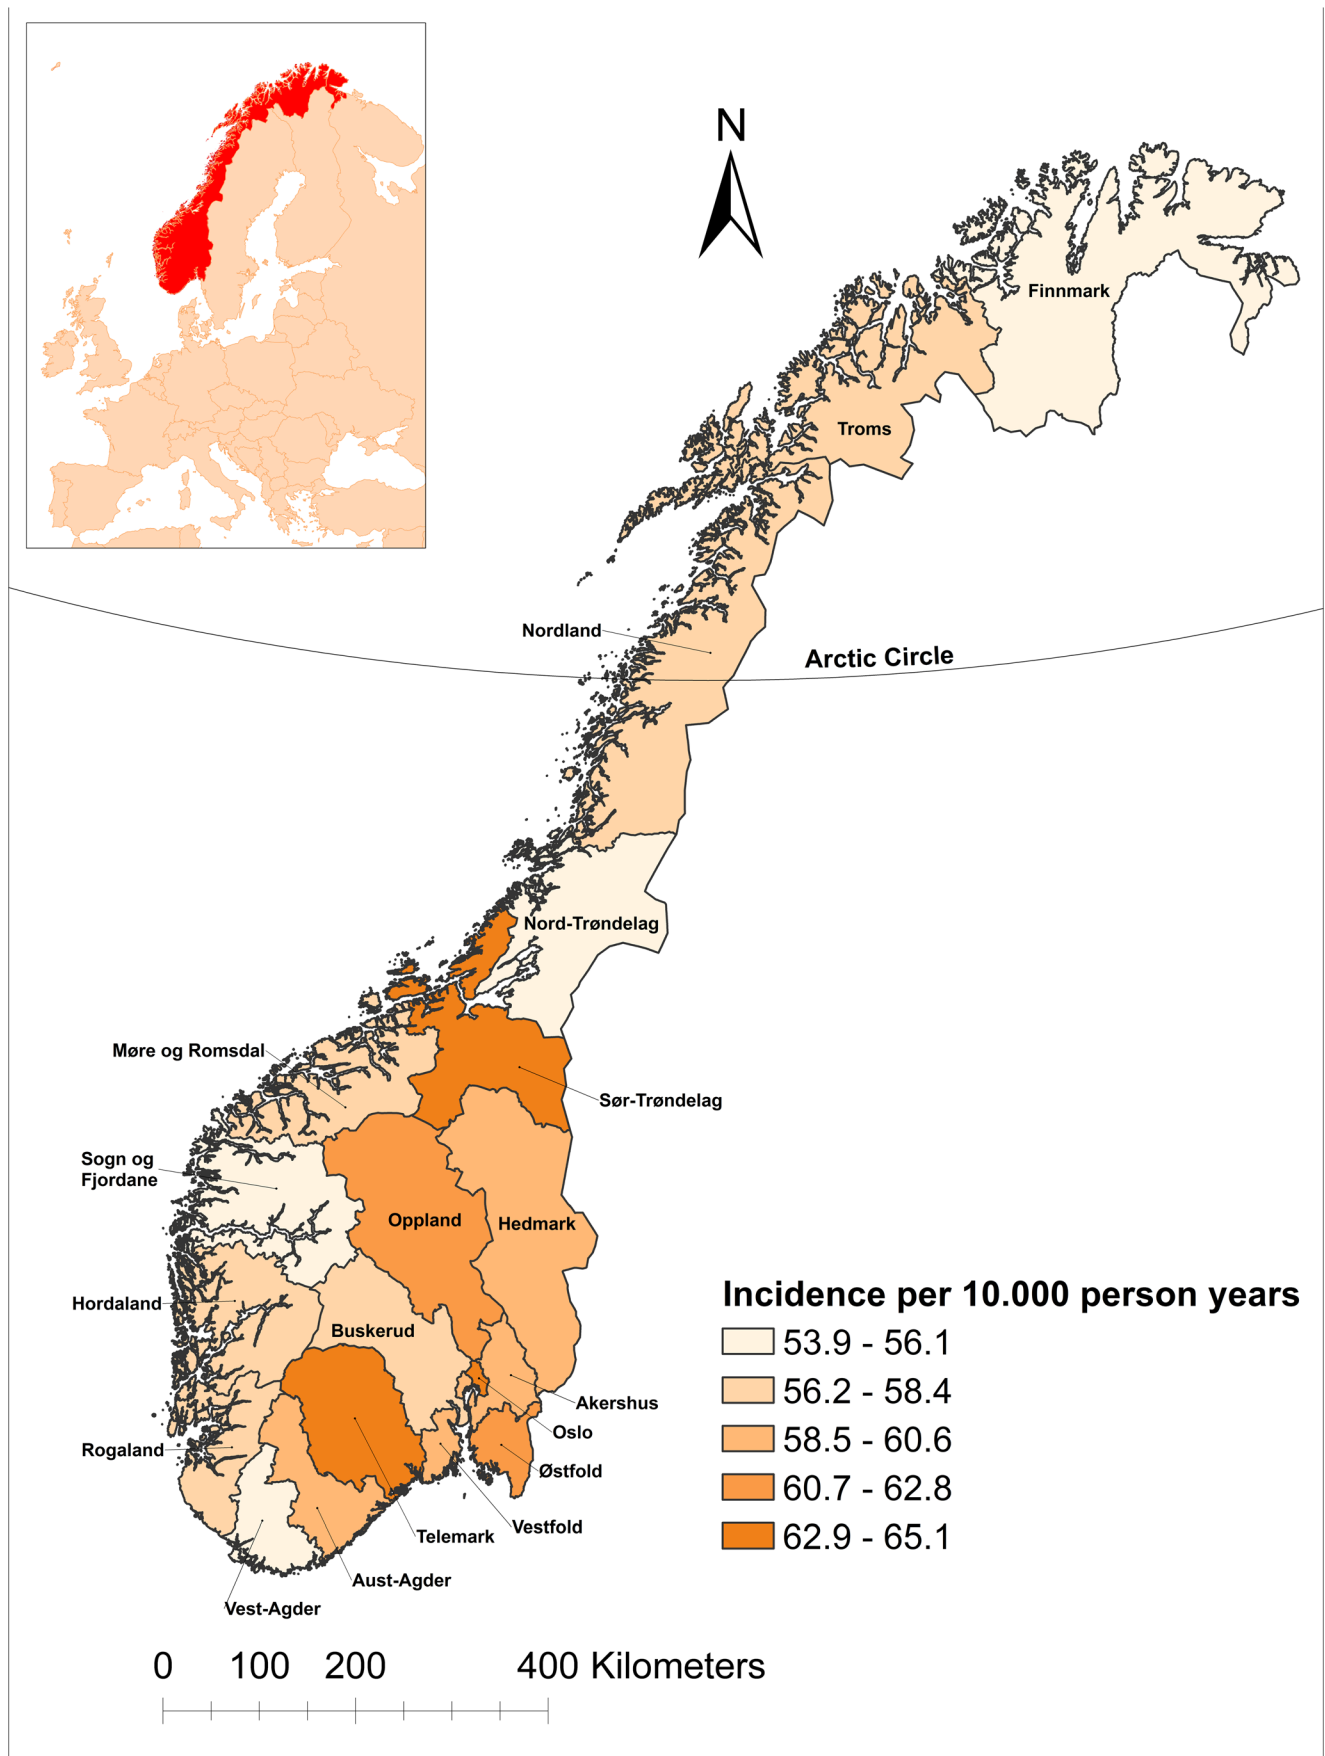 N
Finnmark
Troms
Nordland
Arctic Circle
Nord-Trøndelag
Møre og Romsdal
Sør-Trøndelag
Sogn og
Fjordane
Oppland
Hedmark
Hordaland
Buskerud
Akershus
Oslo
Rogaland
Østfold
Vestfold
Telemark
Aust-Agder
Vest-Agder
Incidence per 10.000 person years
53.9 - 56.1
56.2 - 58.4
58.5 - 60.6
60.7 - 62.8
62.9 - 65.1
0 100 200 400 Kilometers